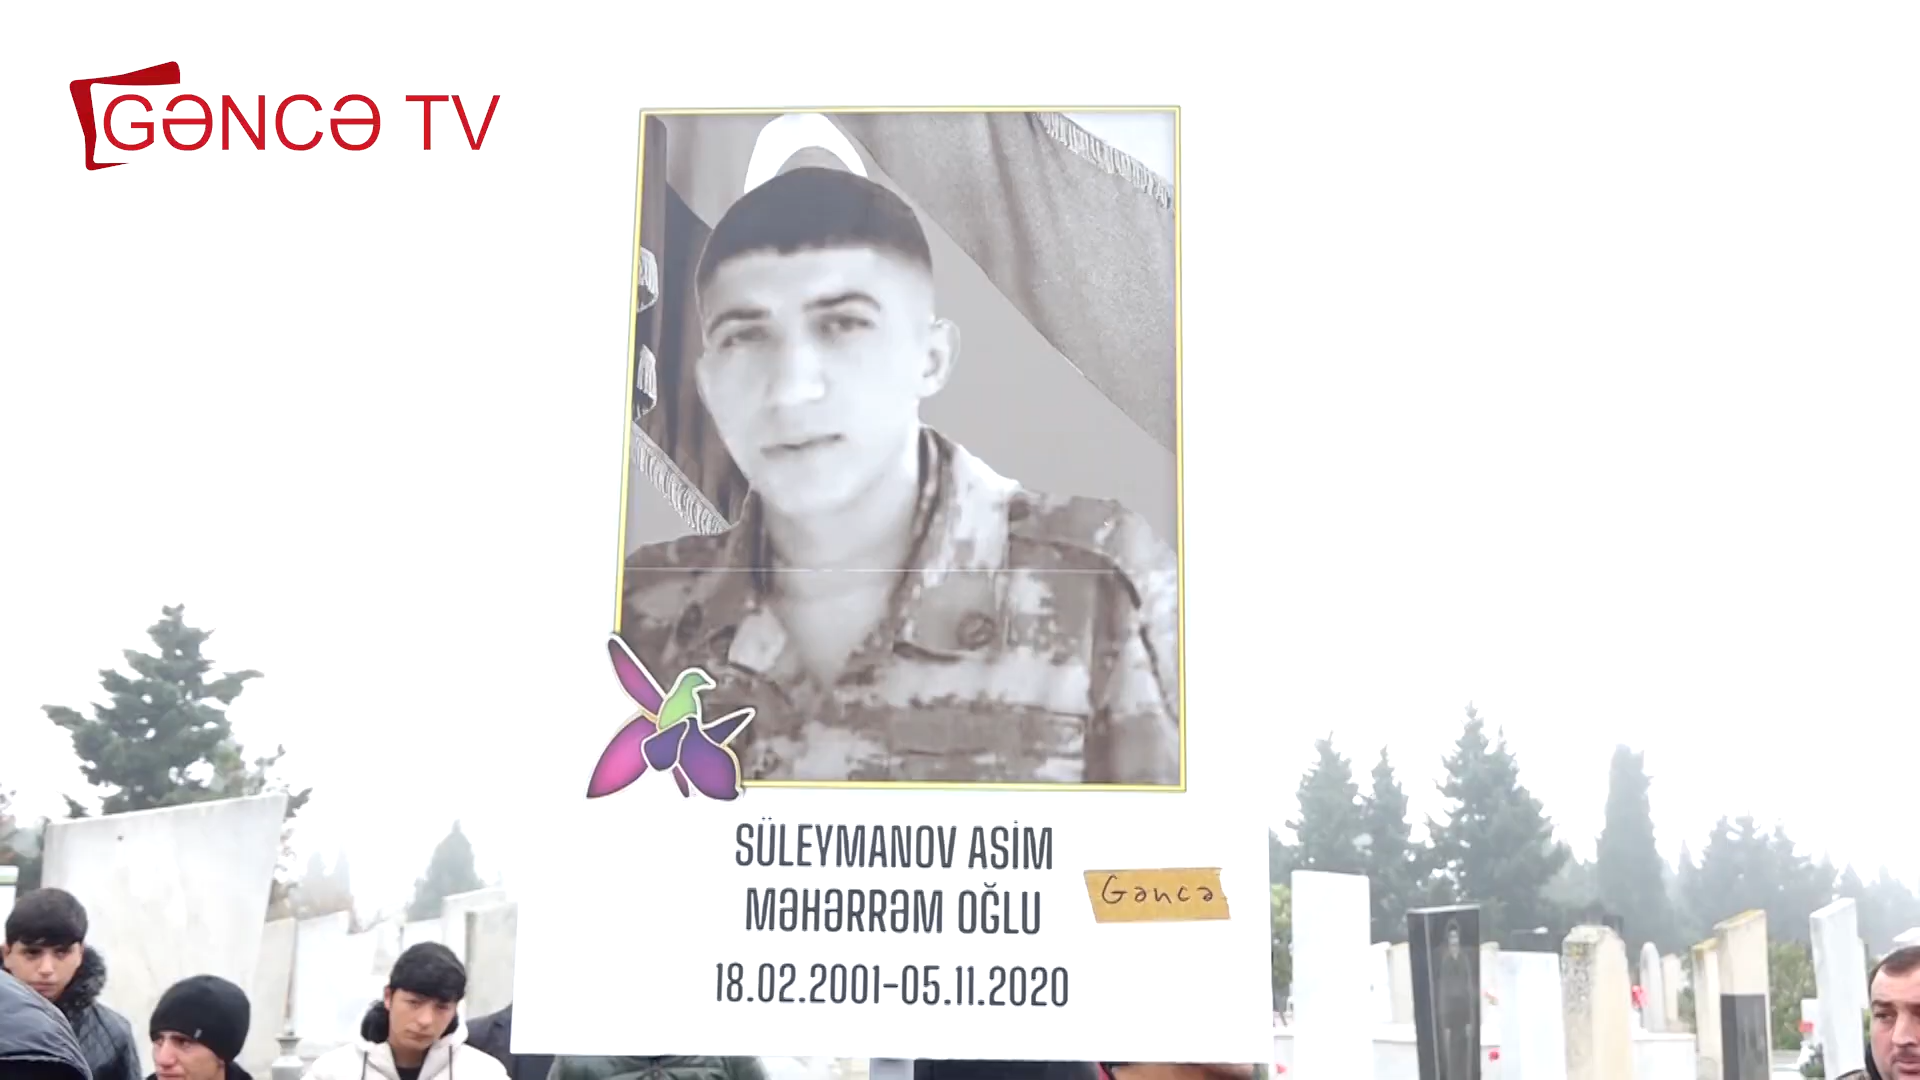 GƏNCƏ TV
SÜLEYMANOV ASİM
MƏHƏRRƏM OĞLU
Gəncə
18.02.2001-05.11.2020